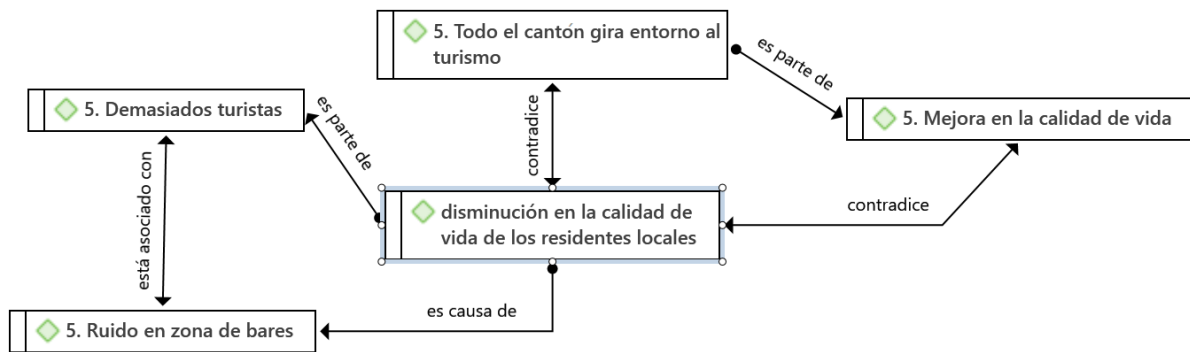 5. Todo el cantón gira entorno al
turismo
es parte de
5. Demasiados turistas
es parte de
contradice
5. Mejora en la calidad de vida
está asociado con
disminución en la calidad de
vida de los residentes locales
contradice
es causa de
5. Ruido en zona de bares